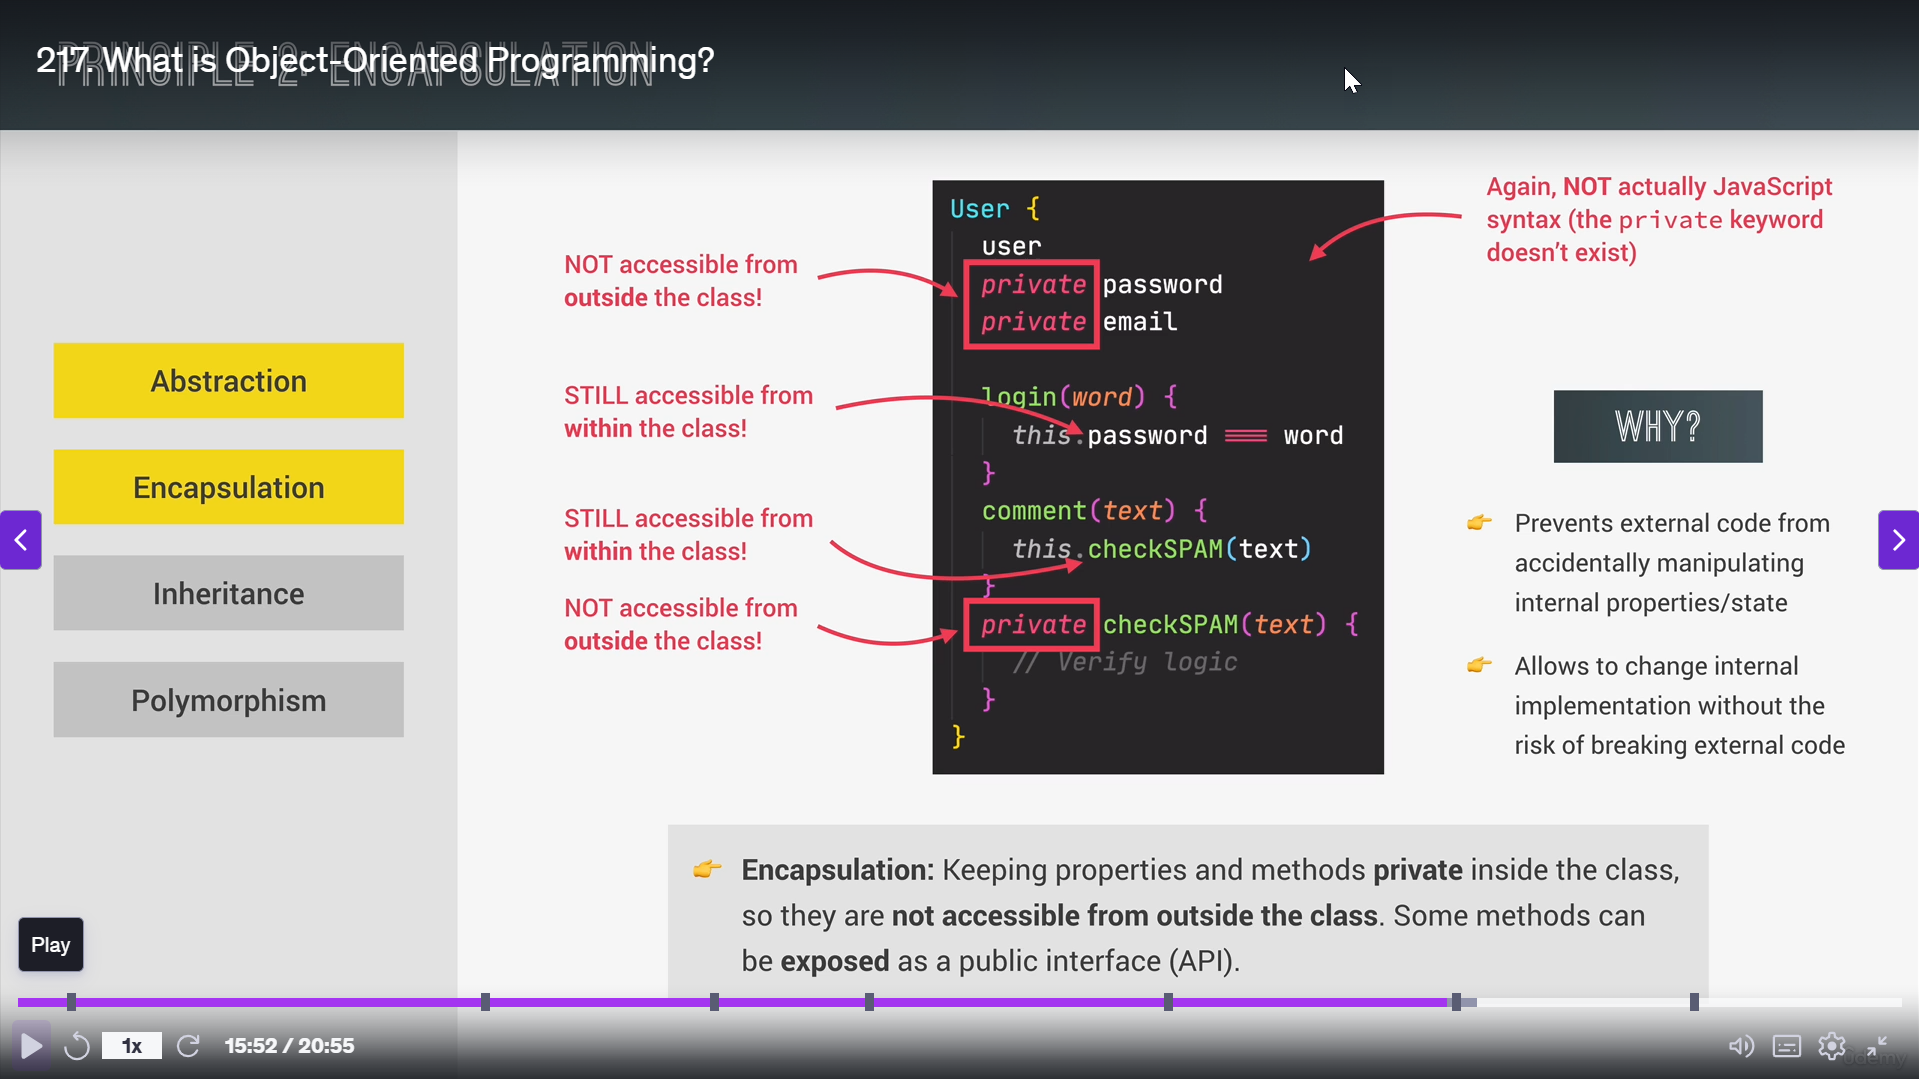 217. What is Object-Oriented Programming?
PRINCIPLE 2: ENCAPSULATION
Abstraction
Encapsulation
Inheritance
Polymorphism
NOT accessible from
outside the class!
STILL accessible from
within the class!
STILL accessible from
within the class!
NOT accessible from
outside the class!
User {
user
private password
private email
login(word) {
this.password === word
}
comment(text) {
this.checkSPAM(text)
}
private checkSPAM(text) {
// Verify logic
}
}
Again, NOT actually JavaScript
syntax (the private keyword
doesn’t exist)
WHY?
👉 Prevents external code from
accidentally manipulating
internal properties/state
👉 Allows to change internal
implementation without the
risk of breaking external code
👉 Encapsulation: Keeping properties and methods private inside the class,
so they are not accessible from outside the class. Some methods can
be exposed as a public interface (API).
Play
1x
15:52 / 20:55
udemy